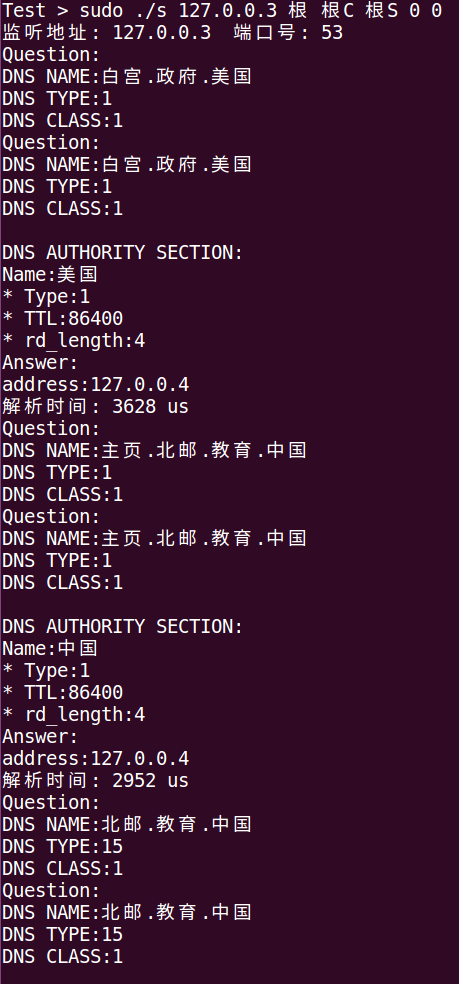 Test > sudo ./s 127.0.0.3 根 根C 根S 0 0
监听地址: 127.0.0.3  端口号: 53
Question:
DNS NAME:白宫.政府.美国
DNS TYPE:1
DNS CLASS:1
Question:
DNS NAME:白宫.政府.美国
DNS TYPE:1
DNS CLASS:1

DNS AUTHORITY SECTION:
Name:美国
* Type:1
* TTL:86400
* rd_length:4
Answer:
address:127.0.0.4
解析时间: 3628 us
Question:
DNS NAME:主页.北邮.教育.中国
DNS TYPE:1
DNS CLASS:1
Question:
DNS NAME:主页.北邮.教育.中国
DNS TYPE:1
DNS CLASS:1

DNS AUTHORITY SECTION:
Name:中国
* Type:1
* TTL:86400
* rd_length:4
Answer:
address:127.0.0.4
解析时间: 2952 us
Question:
DNS NAME:北邮.教育.中国
DNS TYPE:15
DNS CLASS:1
Question:
DNS NAME:北邮.教育.中国
DNS TYPE:15
DNS CLASS:1